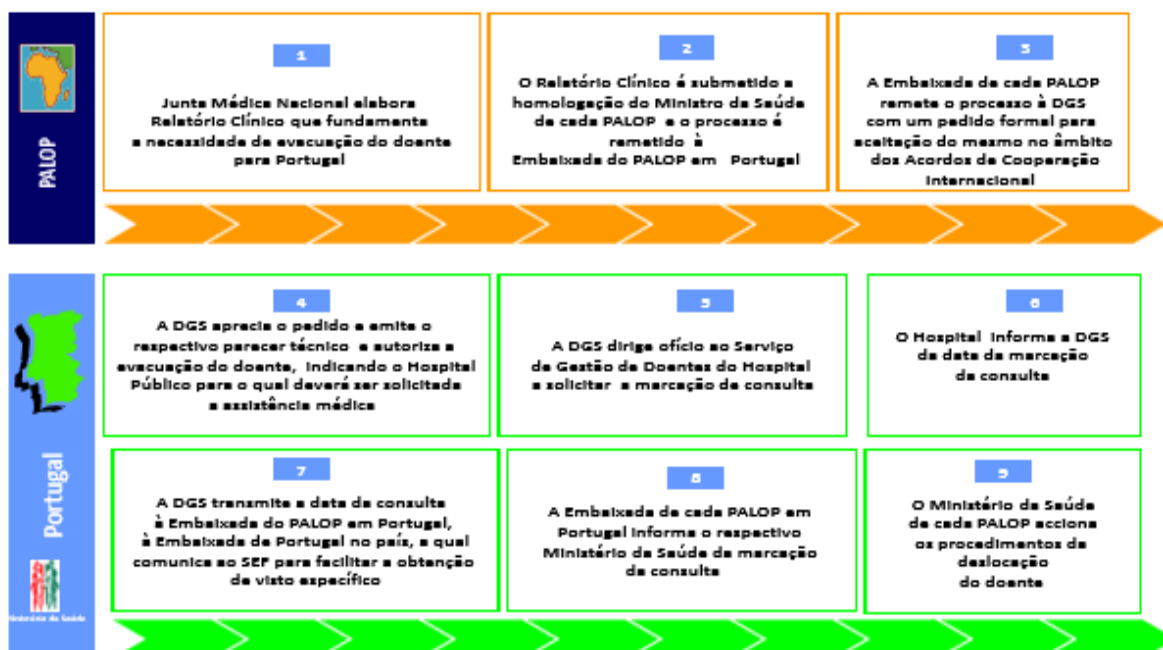 PALOP
1
Junta Médica Nacional elabora
Relatório Clínico que fundamenta
a necessidade de evacuação do doente
para Portugal
2
O Relatório Clínico é submetido a
homologação do Ministro da Saúde
de cada PALOP e o processo é
remetido à
Embaixada do PALOP em Portugal
3
A Embaixada de cada PALOP
remete o processo à DGS
com um pedido formal para
aceitação do mesmo no âmbito
dos Acordos de Cooperação
Internacional
Portugal
Ministério da Saúde
4
A DGS aprecia o pedido e emite o
respectivo parecer técnico e autoriza a
evacuação do doente, indicando o Hospital
Público para o qual deverá ser solicitada
a assistência médica
5
A DGS dirige ofício ao Serviço
de Gestão de Doentes do Hospital
a solicitar a marcação de consulta
6
O Hospital informa a DGS
da data da marcação
da consulta
7
A DGS transmite a data da consulta
à Embaixada do PALOP em Portugal,
à Embaixada de Portugal no país, a qual
comunica ao SEF para facilitar a obtenção
de visto específico
8
A Embaixada de cada PALOP em
Portugal informa o respectivo
Ministério da Saúde da marcação
da consulta
9
O Ministério da Saúde
de cada PALOP acciona
os procedimentos da
deslocação
do doente